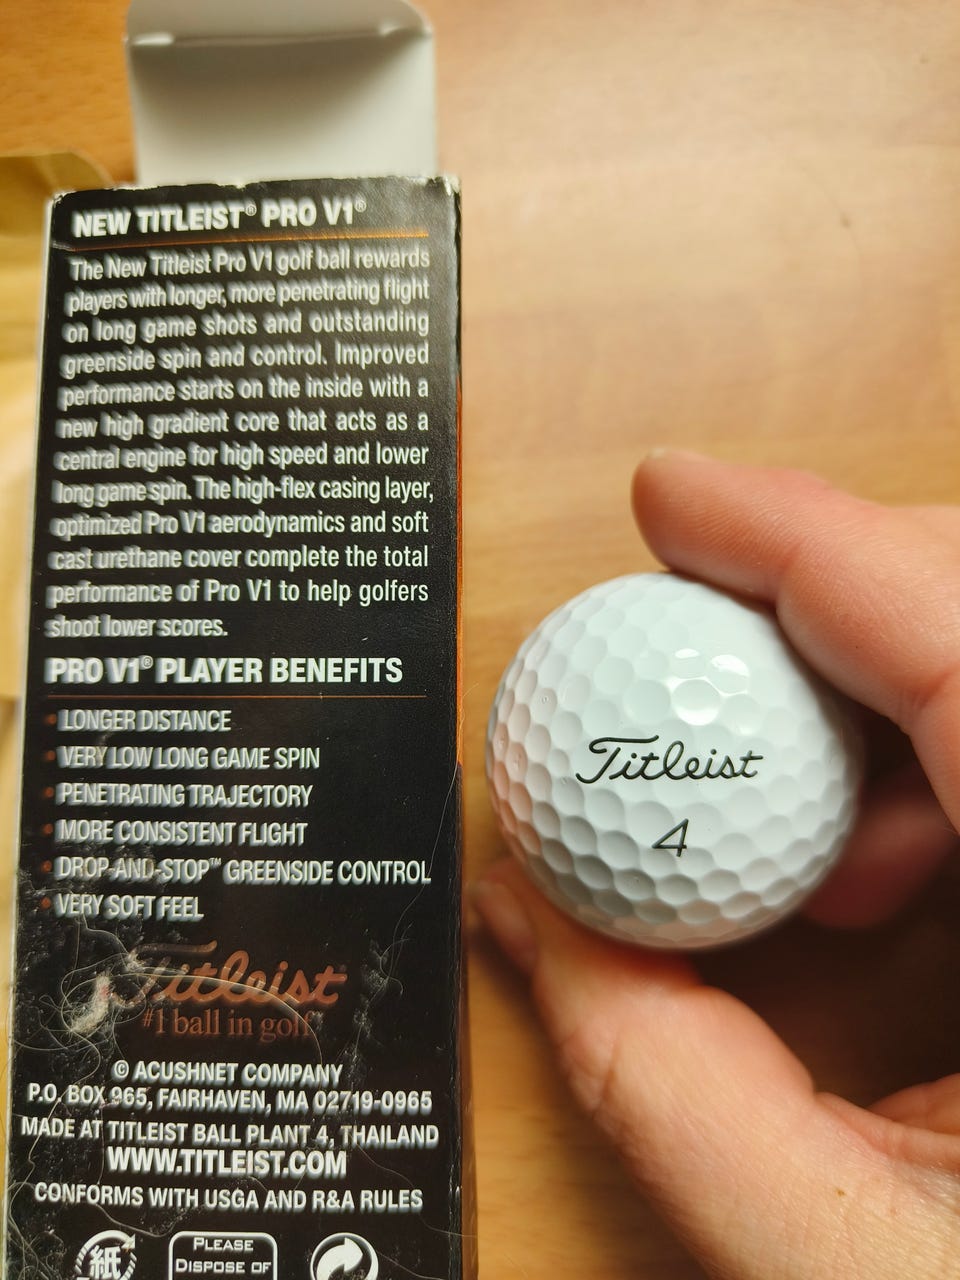 NEW TITLEIST® PRO V1®
The New Titleist Pro V1 golf ball rewards
players with longer, more penetrating flight
on long game shots and outstanding
greenside spin and control. Improved
performance starts on the inside with a
new high gradient core that acts as a
central engine for high speed and lower
long game spin. The high-flex casing layer,
optimized Pro V1 aerodynamics and soft
cast urethane cover complete the total
performance of Pro V1 to help golfers
shoot lower scores.
PRO V1® PLAYER BENEFITS
• LONGER DISTANCE
• VERY LOW LONG GAME SPIN
• PENETRATING TRAJECTORY
• MORE CONSISTENT FLIGHT
• DROP-AND-STOP™ GREENSIDE CONTROL
• VERY SOFT FEEL
Titleist
#1 ball in golf
© ACUSHNET COMPANY
P.O. BOX 965, FAIRHAVEN, MA 02719-0965
MADE AT TITLEIST BALL PLANT 4, THAILAND
WWW.TITLEIST.COM
CONFORMS WITH USGA AND R&A RULES
紙
PLEASE
DISPOSE OF
Titleist
4